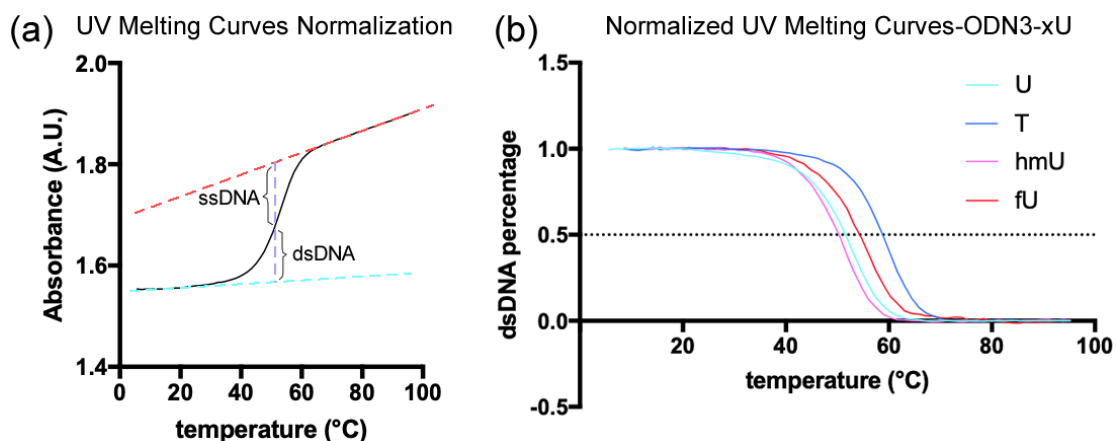 (a) UV Melting Curves Normalization
2.0
1.8
1.6
1.4
Absorbance (A.U.)
ssDNA
dsDNA
0 20 40 60 80 100
temperature (°C)
(b) Normalized UV Melting Curves-ODN3-xU
1.5
1.0
0.5
0.0
-0.5
dsDNA percentage
U
T
hmU
fU
20 40 60 80 100
temperature (°C)